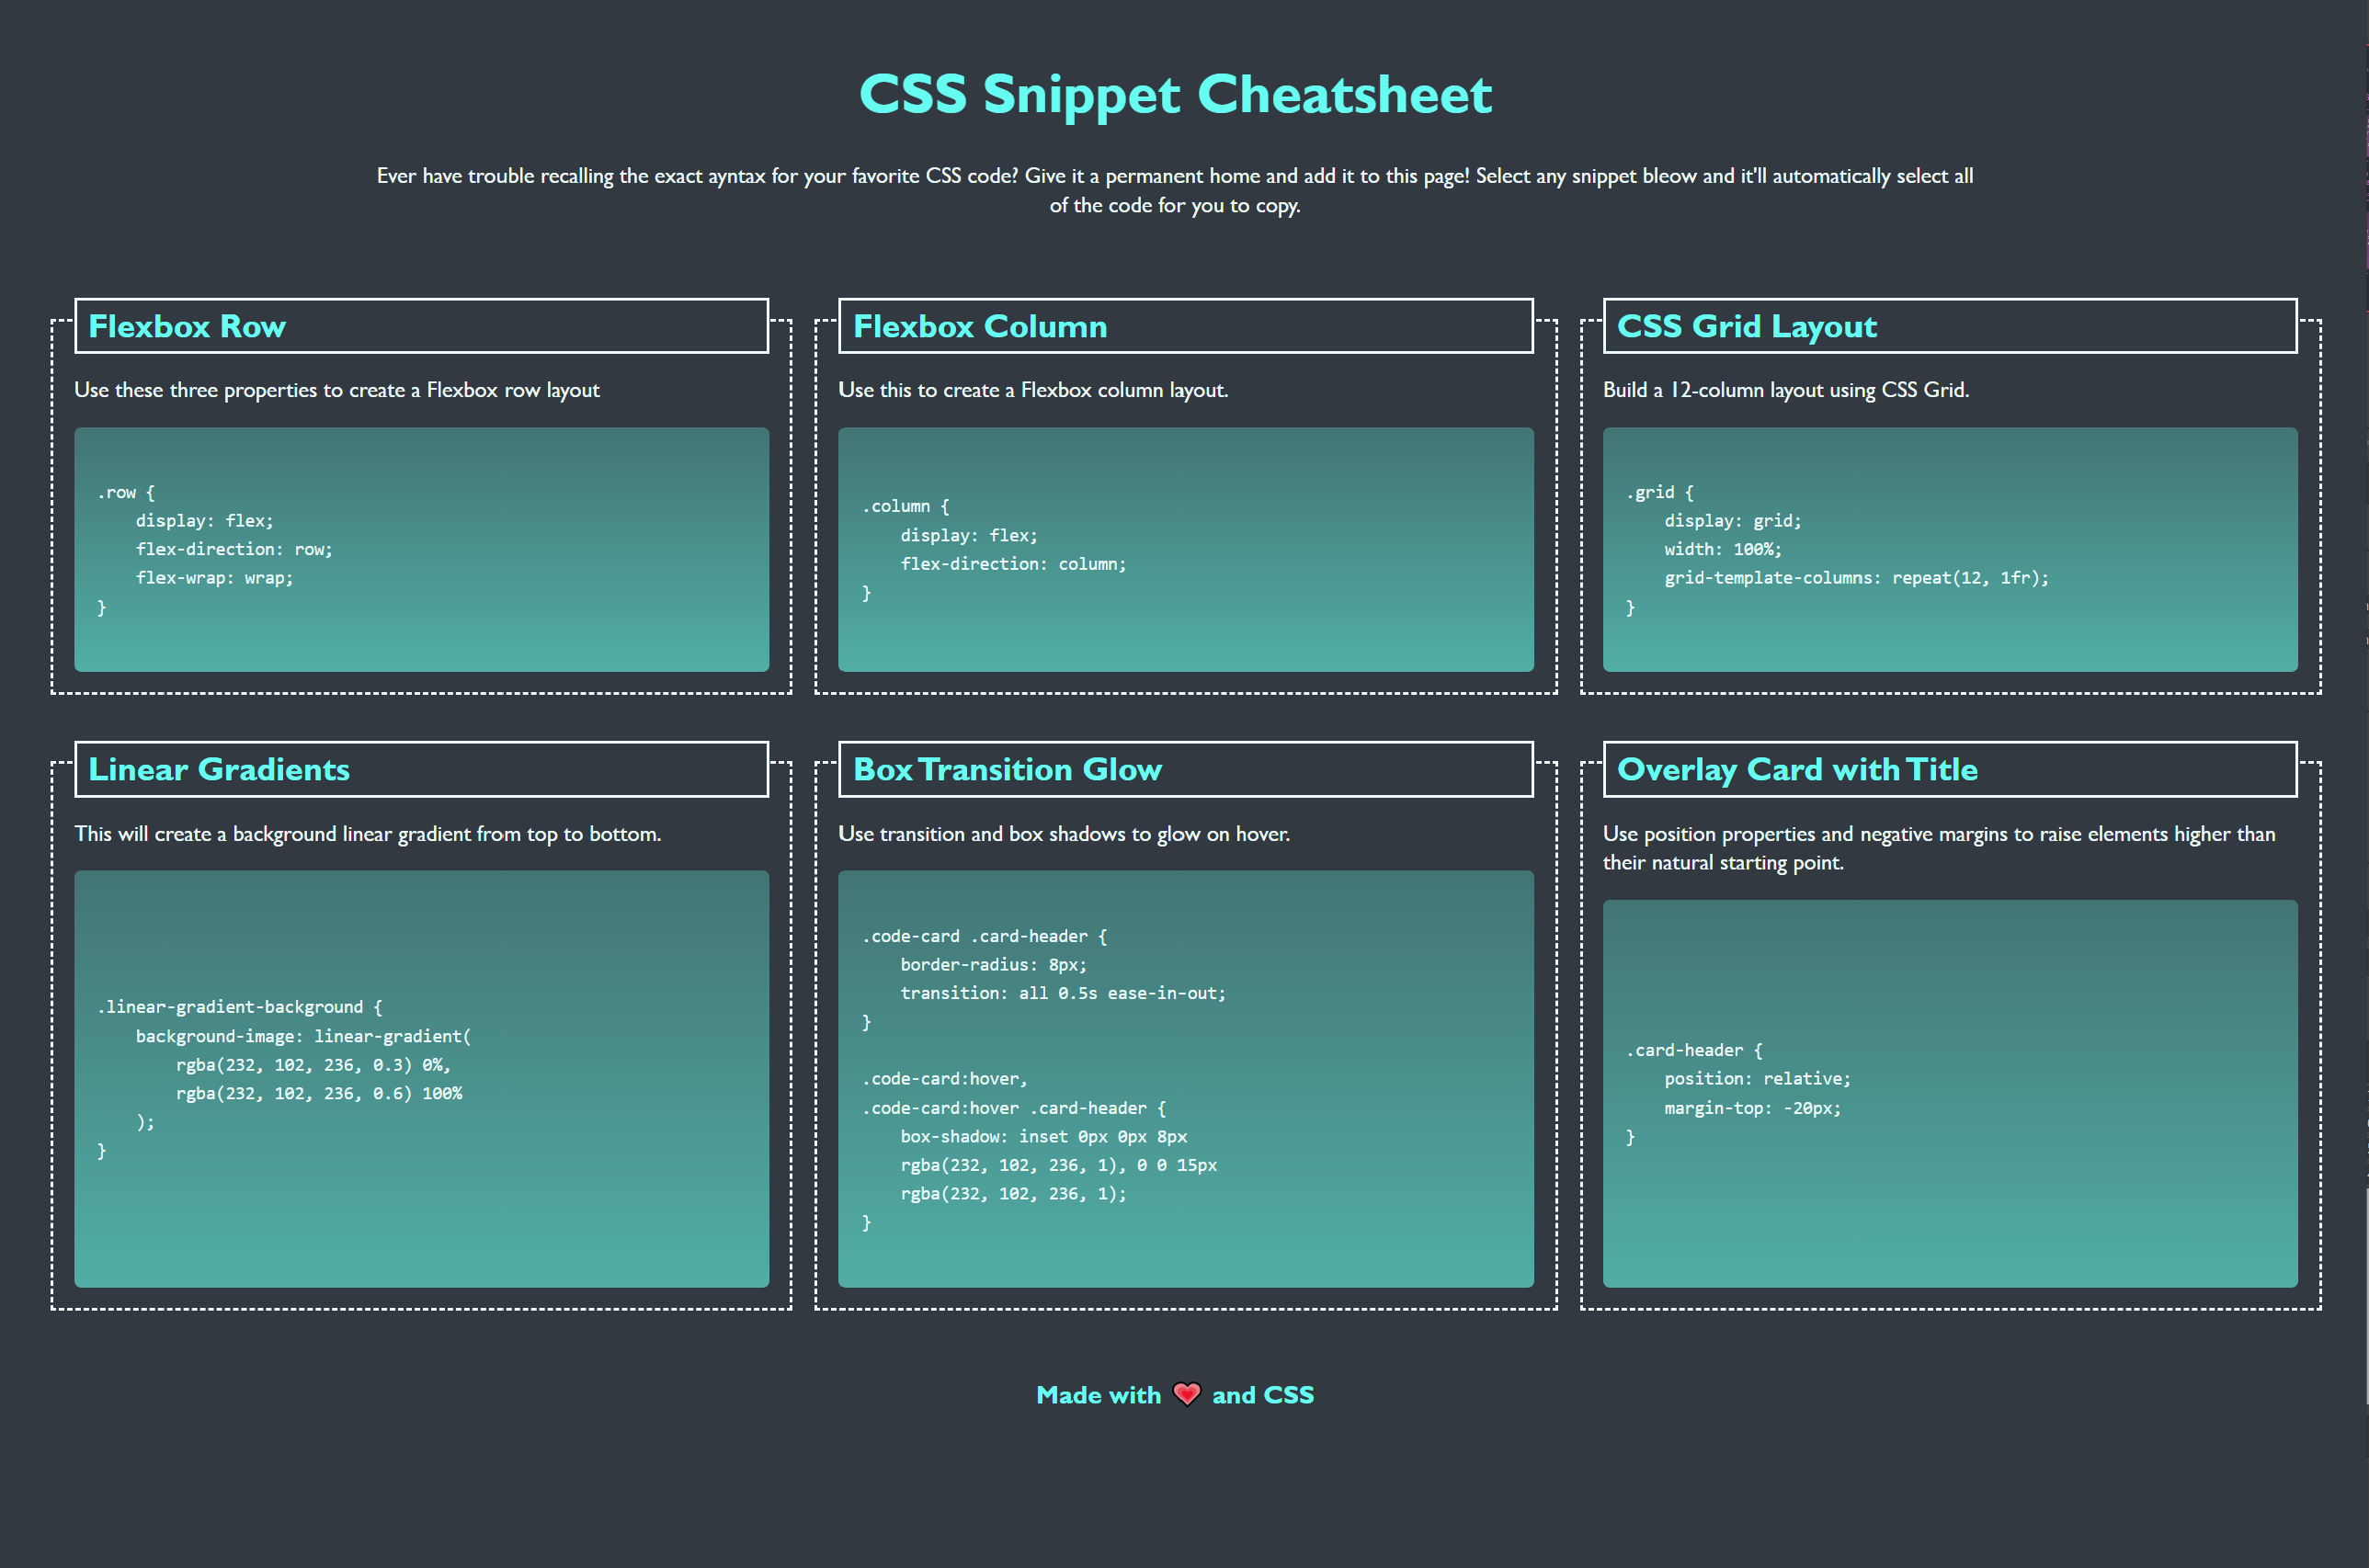 CSS Snippet Cheatsheet
Ever have trouble recalling the exact ayntax for your favorite CSS code? Give it a permanent home and add it to this page! Select any snippet bleow and it'll automatically select all
of the code for you to copy.
Flexbox Row
Use these three properties to create a Flexbox row layout
.row {
    display: flex;
    flex-direction: row;
    flex-wrap: wrap;
}
Flexbox Column
Use this to create a Flexbox column layout.
.column {
    display: flex;
    flex-direction: column;
}
CSS Grid Layout
Build a 12-column layout using CSS Grid.
.grid {
    display: grid;
    width: 100%;
    grid-template-columns: repeat(12, 1fr);
}
Linear Gradients
This will create a background linear gradient from top to bottom.
.linear-gradient-background {
    background-image: linear-gradient(
        rgba(232, 102, 236, 0.3) 0%,
        rgba(232, 102, 236, 0.6) 100%
    );
}
Box Transition Glow
Use transition and box shadows to glow on hover.
.code-card .card-header {
    border-radius: 8px;
    transition: all 0.5s ease-in-out;
}
.code-card:hover,
.code-card:hover .card-header {
    box-shadow: inset 0px 0px 8px
    rgba(232, 102, 236, 1), 0 0 15px
    rgba(232, 102, 236, 1);
}
Overlay Card with Title
Use position properties and negative margins to raise elements higher than
their natural starting point.
.card-header {
    position: relative;
    margin-top: -20px;
}
Made with 💗 and CSS